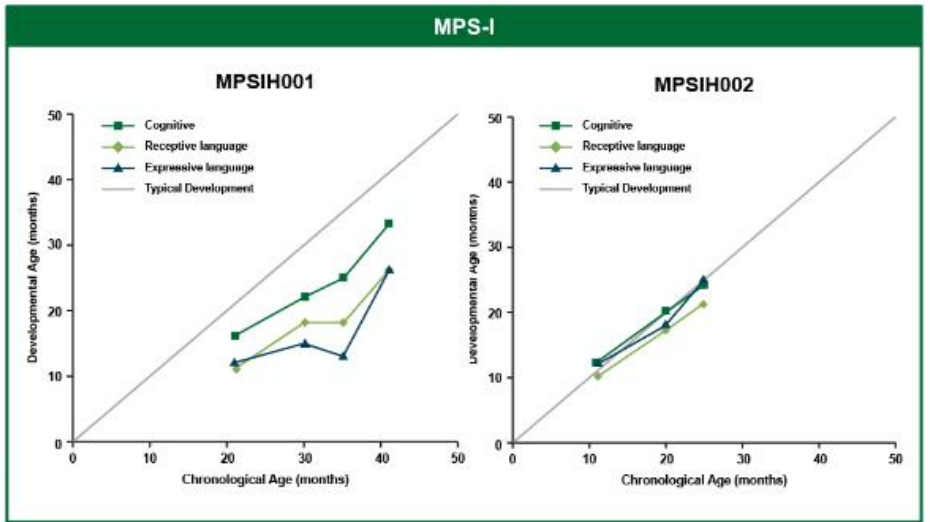 MPS-I
MPSIH001
50
40
30
20
10
0
Developmental Age (months)
Cognitive
Receptive language
Expressive language
Typical Development
0 10 20 30 40 50
Chronological Age (months)
MPSIH002
50
40
30
20
10
0
Developmental Age (months)
Cognitive
Receptive language
Expressive language
Typical Development
0 10 20 30 40 50
Chronological Age (months)